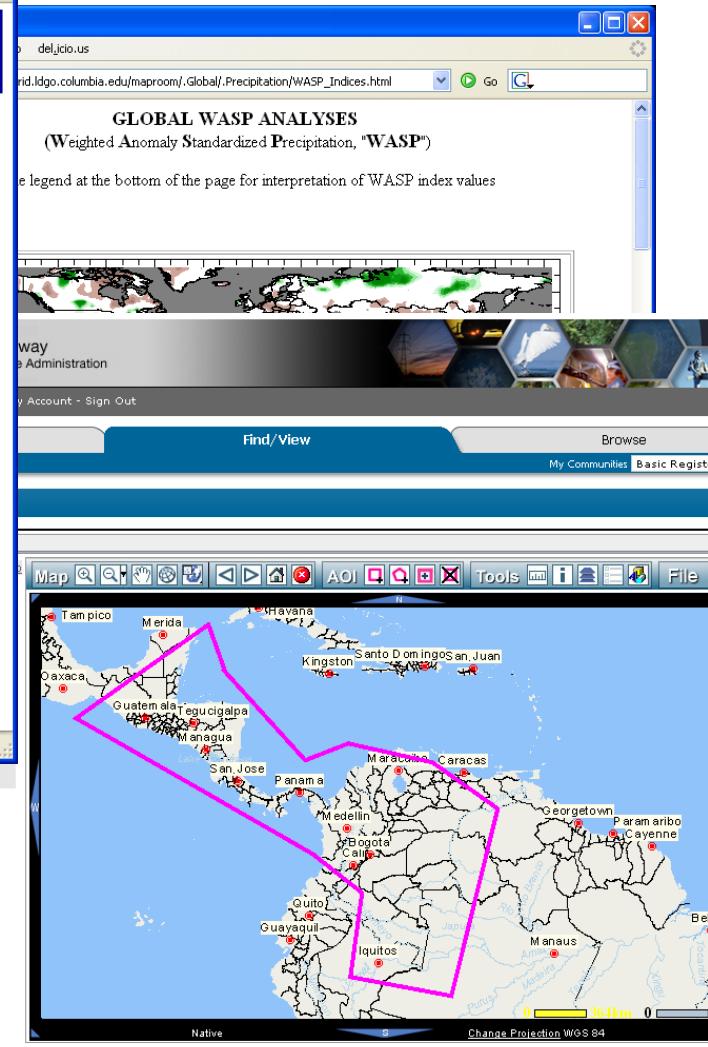 del.icio.us
rid.ldgo.columbia.edu/maproom/.Global/.Precipitation/WASP_Indices.html
Go
GLOBAL WASP ANALYSES
(Weighted Anomaly Standardized Precipitation, "WASP")
e legend at the bottom of the page for interpretation of WASP index values
way
e Administration
y Account - Sign Out
Find/View
Browse
My Communities Basic Regist
Map AOI Tools File
N
Tampico
Havana
Merida
Kingston
Santo Domingo
San Juan
Oaxaca
Guatemala
Tegucigalpa
Managua
San Jose
Panama
Maracaibo
Caracas
Medellin
Georgetown
Paramaribo
Cayenne
W
Bogota
Cali
Quito
Guayaquil
Iquitos
Manaus
Be
0 364km 0
Native
S
Change Projection WGS 84